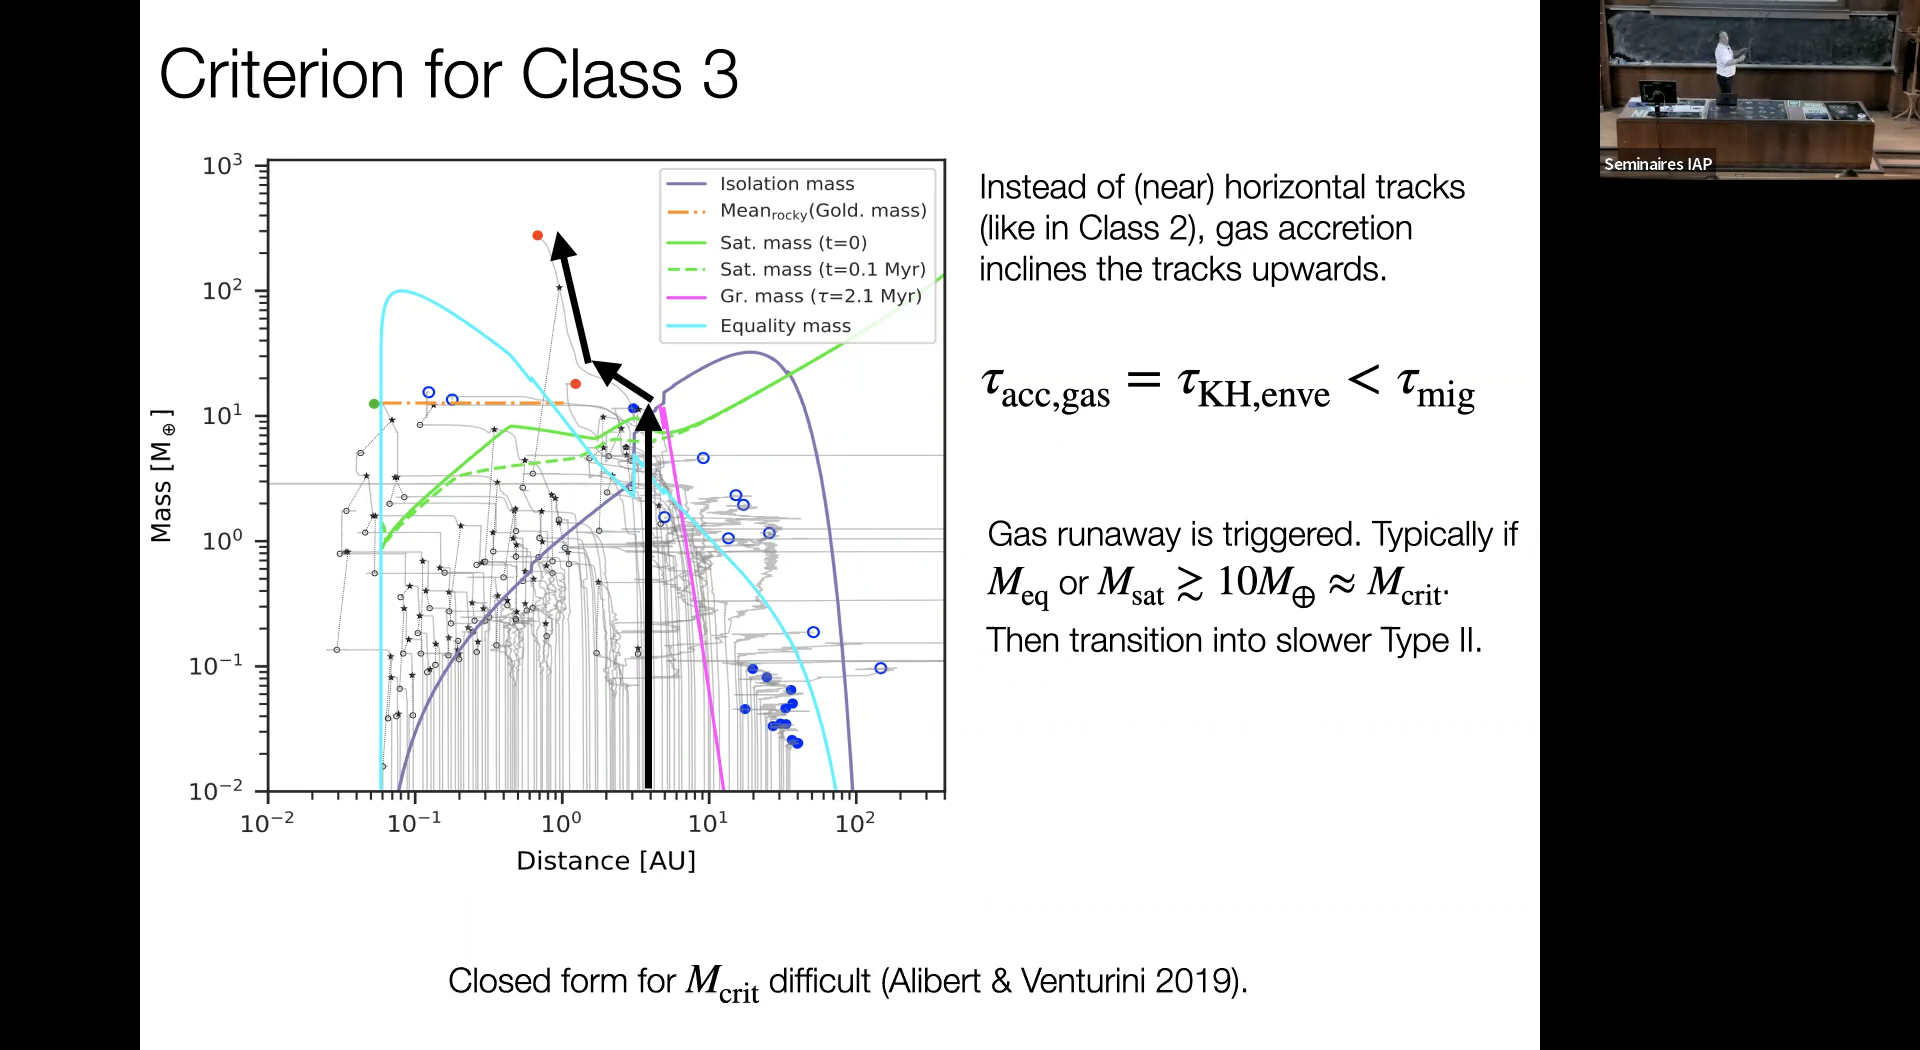 Criterion for Class 3
Seminaires IAP
10³
10²
10¹
10⁰
10⁻¹
10⁻²
Mass [M⊕]
Isolation mass
Mean_rocky(Gold. mass)
Sat. mass (t=0)
Sat. mass (t=0.1 Myr)
Gr. mass (τ=2.1 Myr)
Equality mass
10⁻² 10⁻¹ 10⁰ 10¹ 10²
Distance [AU]
Instead of (near) horizontal tracks
(like in Class 2), gas accretion
inclines the tracks upwards.
τ_acc,gas = τ_KH,enve < τ_mig
Gas runaway is triggered. Typically if
M_eq or M_sat ≳ 10M⊕ ≈ M_crit.
Then transition into slower Type II.
Closed form for M_crit difficult (Alibert & Venturini 2019).